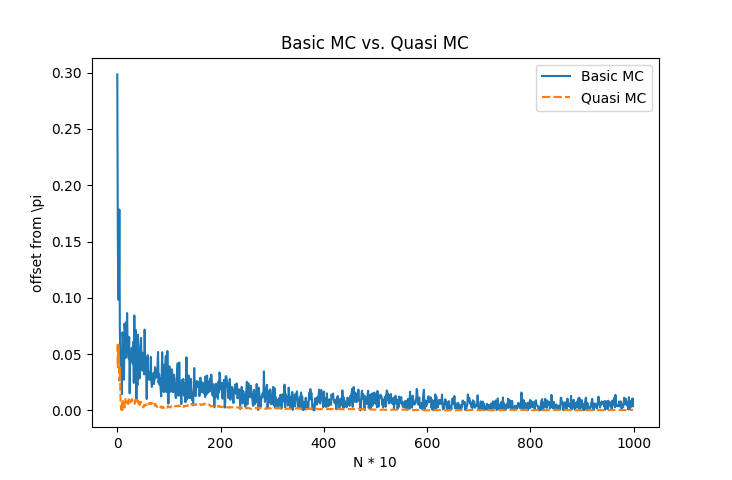 Basic MC vs. Quasi MC
Basic MC
Quasi MC
0.30
0.25
0.20
0.15
0.10
0.05
0.00
offset from \pi
0 200 400 600 800 1000
N * 10